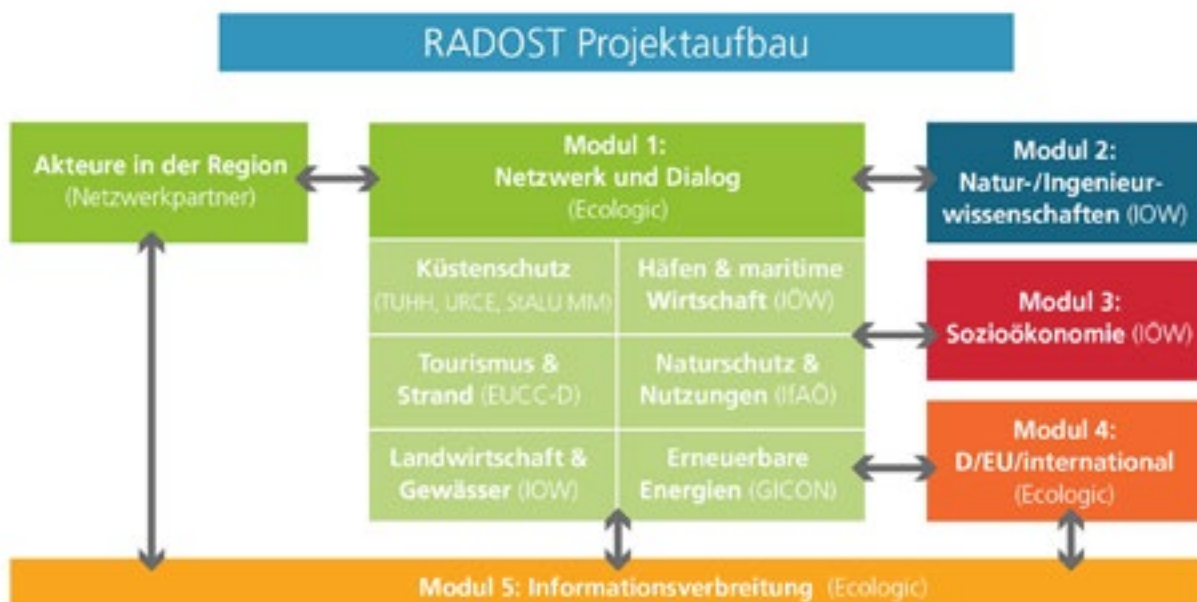 RADOST Projektaufbau
Akteure in der Region
(Netzwerkpartner)
Modul 1:
Netzwerk und Dialog
(Ecologic)
Küstenschutz
(TUHH, URCE, StALU MM)
Häfen & maritime
Wirtschaft (IÖW)
Tourismus &
Strand (EUCC-D)
Naturschutz &
Nutzungen (IfAÖ)
Landwirtschaft &
Gewässer (IOW)
Erneuerbare
Energien (GICON)
Modul 2:
Natur-/Ingenieur-
wissenschaften (IOW)
Modul 3:
Sozioökonomie (IÖW)
Modul 4:
D/EU/international
(Ecologic)
Modul 5: Informationsverbreitung (Ecologic)